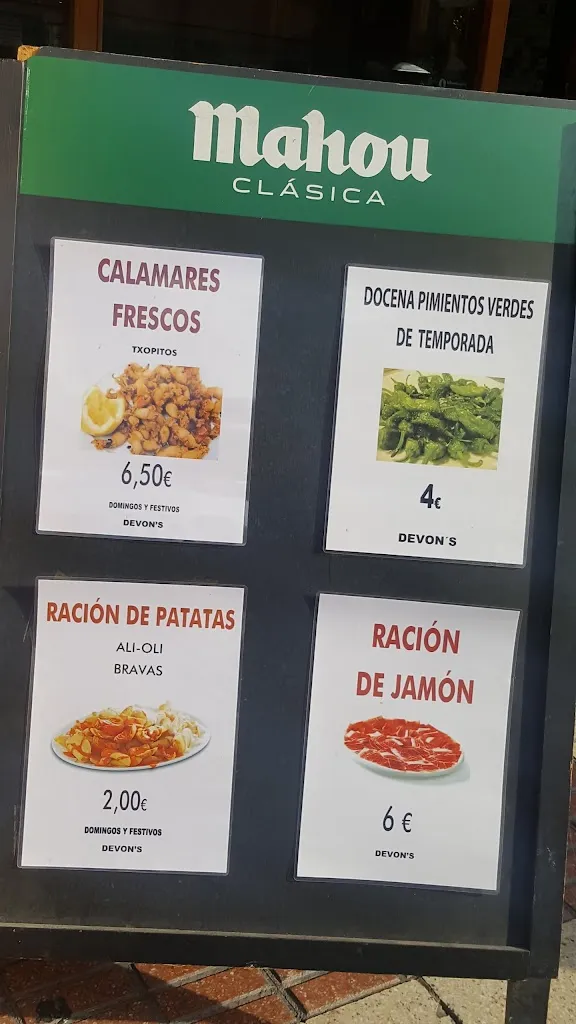 Mahou
CLÁSICA
CALAMARES
FRESCOS
TXOPITOS
6,50€
DOMINGOS Y FESTIVOS
DEVON'S
DOCENA PIMIENTOS VERDES
DE TEMPORADA
4€
DEVON´S
RACIÓN DE PATATAS
ALI-OLI
BRAVAS
2,00€
DOMINGOS Y FESTIVOS
DEVON'S
RACIÓN
DE JAMÓN
6 €
DEVON'S